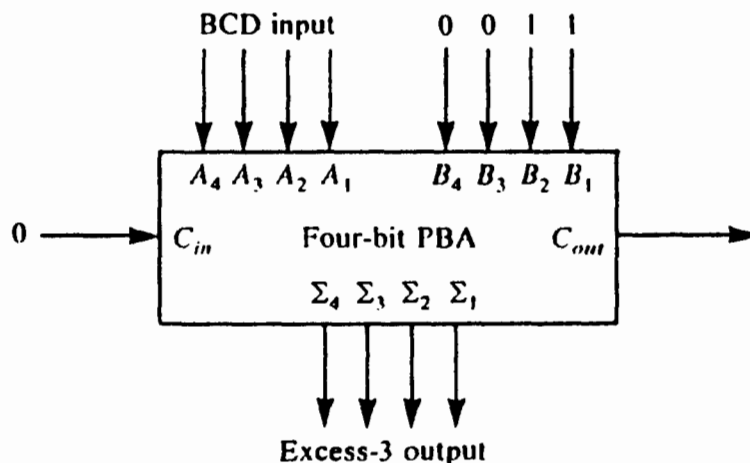 BCD input 0 0 1 1
A4 A3 A2 A1 B4 B3 B2 B1
0 Cin Four-bit PBA Cout
Σ4 Σ3 Σ2 Σ1
Excess-3 output